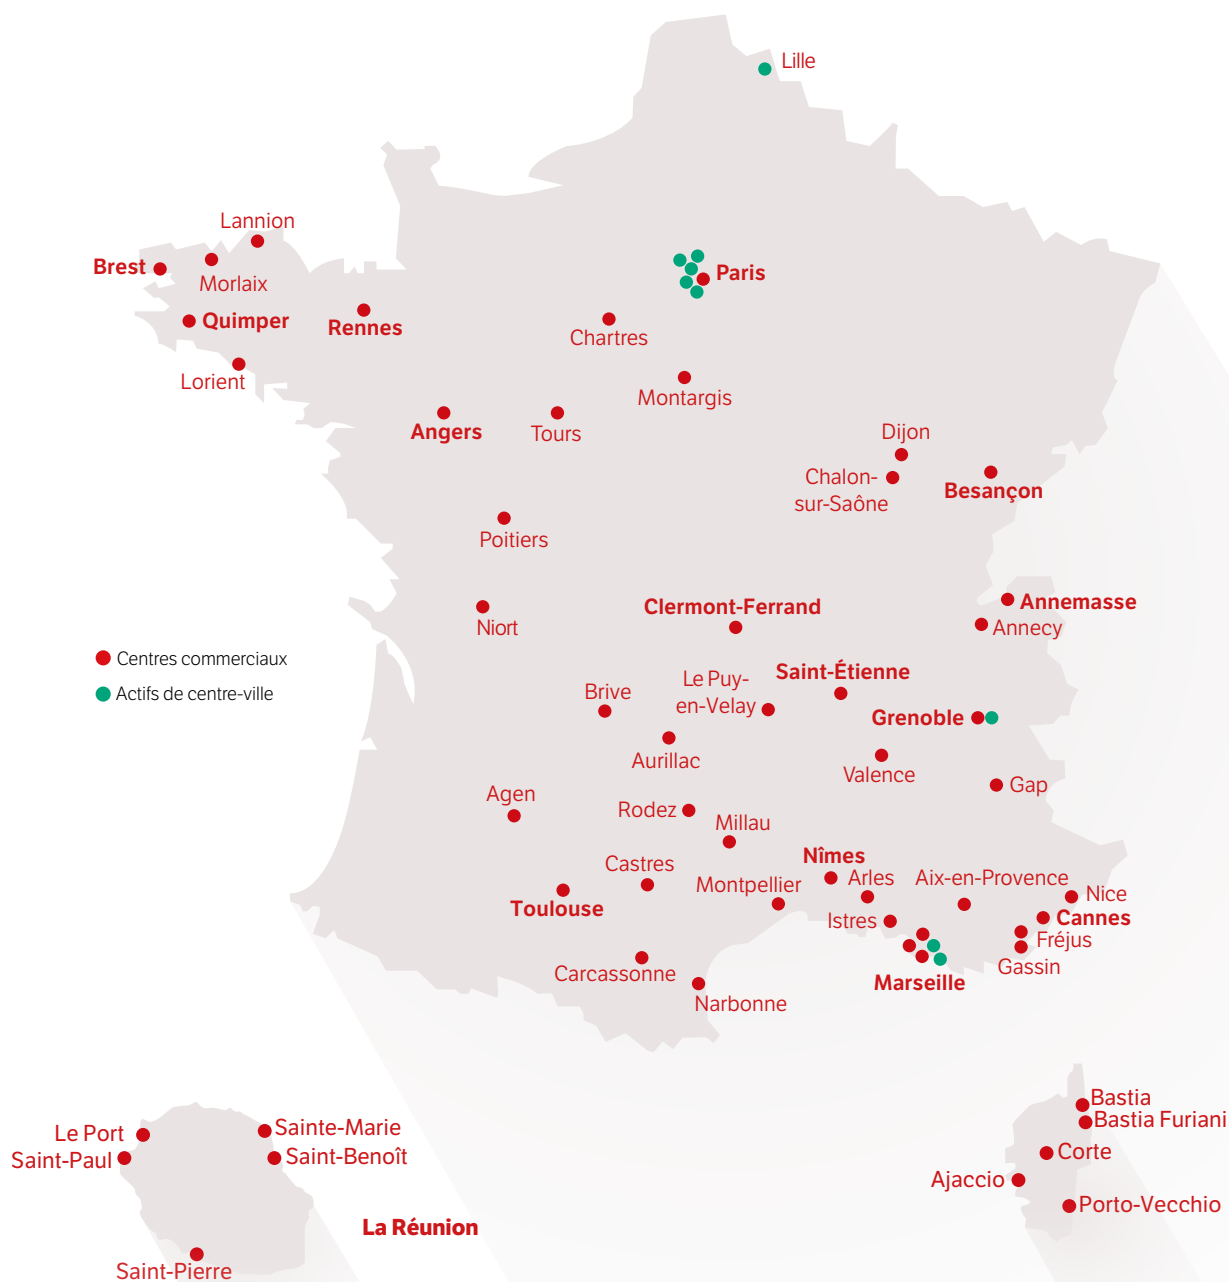 Lille
Lannion
Brest
Morlaix
Paris
Quimper
Rennes
Chartres
Lorient
Montargis
Angers
Tours
Dijon
Chalon-
sur-Saône
Besançon
Poitiers
Clermont-Ferrand
Annemasse
Niort
Annecy
Centres commerciaux
Actifs de centre-ville
Saint-Étienne
Le Puy-
en-Velay
Brive
Grenoble
Aurillac
Valence
Gap
Agen
Rodez
Millau
Nîmes
Castres
Montpellier
Arles
Aix-en-Provence
Nice
Toulouse
Istres
Cannes
Fréjus
Gassin
Carcassonne
Marseille
Narbonne
Bastia
Bastia Furiani
Le Port
Sainte-Marie
Saint-Paul
Saint-Benoît
Corte
Ajaccio
Porto-Vecchio
La Réunion
Saint-Pierre